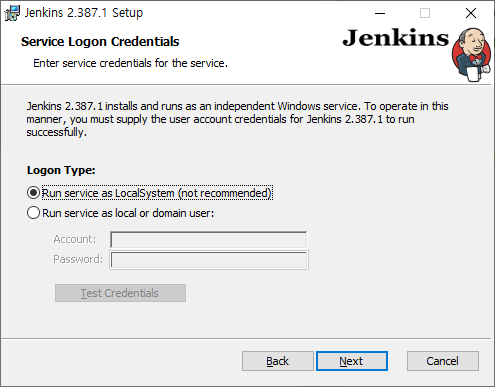 Jenkins 2.387.1 Setup
Service Logon Credentials
Enter service credentials for the service.
Jenkins
Jenkins 2.387.1 installs and runs as an independent Windows service. To operate in this
manner, you must supply the user account credentials for Jenkins 2.387.1 to run
successfully.
Logon Type:
Run service as LocalSystem (not recommended)
Run service as local or domain user:
Account:
Password:
Test Credentials
Back
Next
Cancel